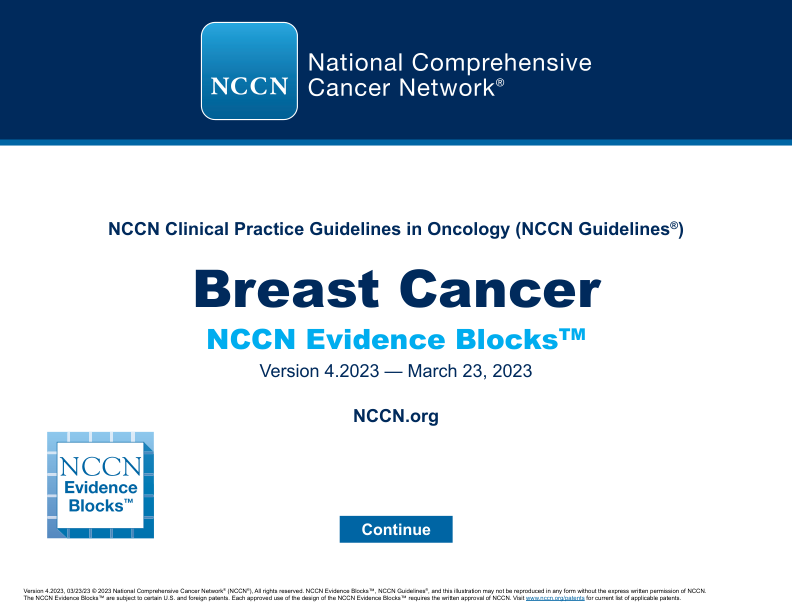 NCCN
National Comprehensive
Cancer Network®
NCCN Clinical Practice Guidelines in Oncology (NCCN Guidelines®)
Breast Cancer
NCCN Evidence Blocks™
Version 4.2023 — March 23, 2023
NCCN.org
NCCN
Evidence
Blocks™
Continue
Version 4.2023, 03/23/23 © 2023 National Comprehensive Cancer Network® (NCCN®), All rights reserved. NCCN Evidence Blocks™, NCCN Guidelines®, and this illustration may not be reproduced in any form without the express written permission of NCCN.
The NCCN Evidence Blocks™ are subject to certain U.S. and foreign patents. Each approved use of the design of the NCCN Evidence Blocks™ requires the written approval of NCCN. Visit www.nccn.org/patents for current list of applicable patents.